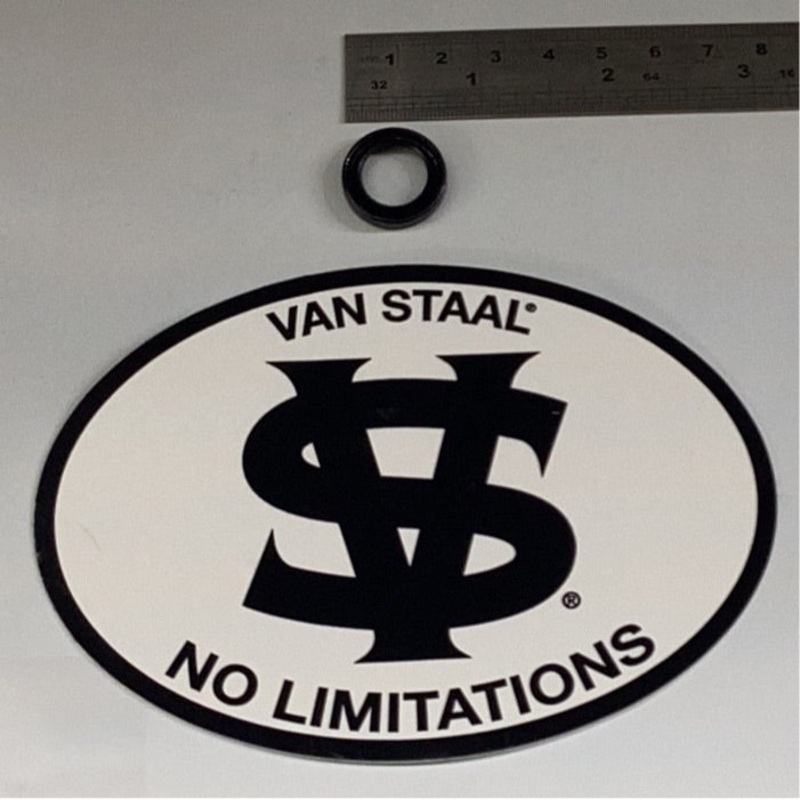 1 2 3 4 5 6 7 8
32 1 2 64 3 16
VAN STAAL®
VS
®
NO LIMITATIONS